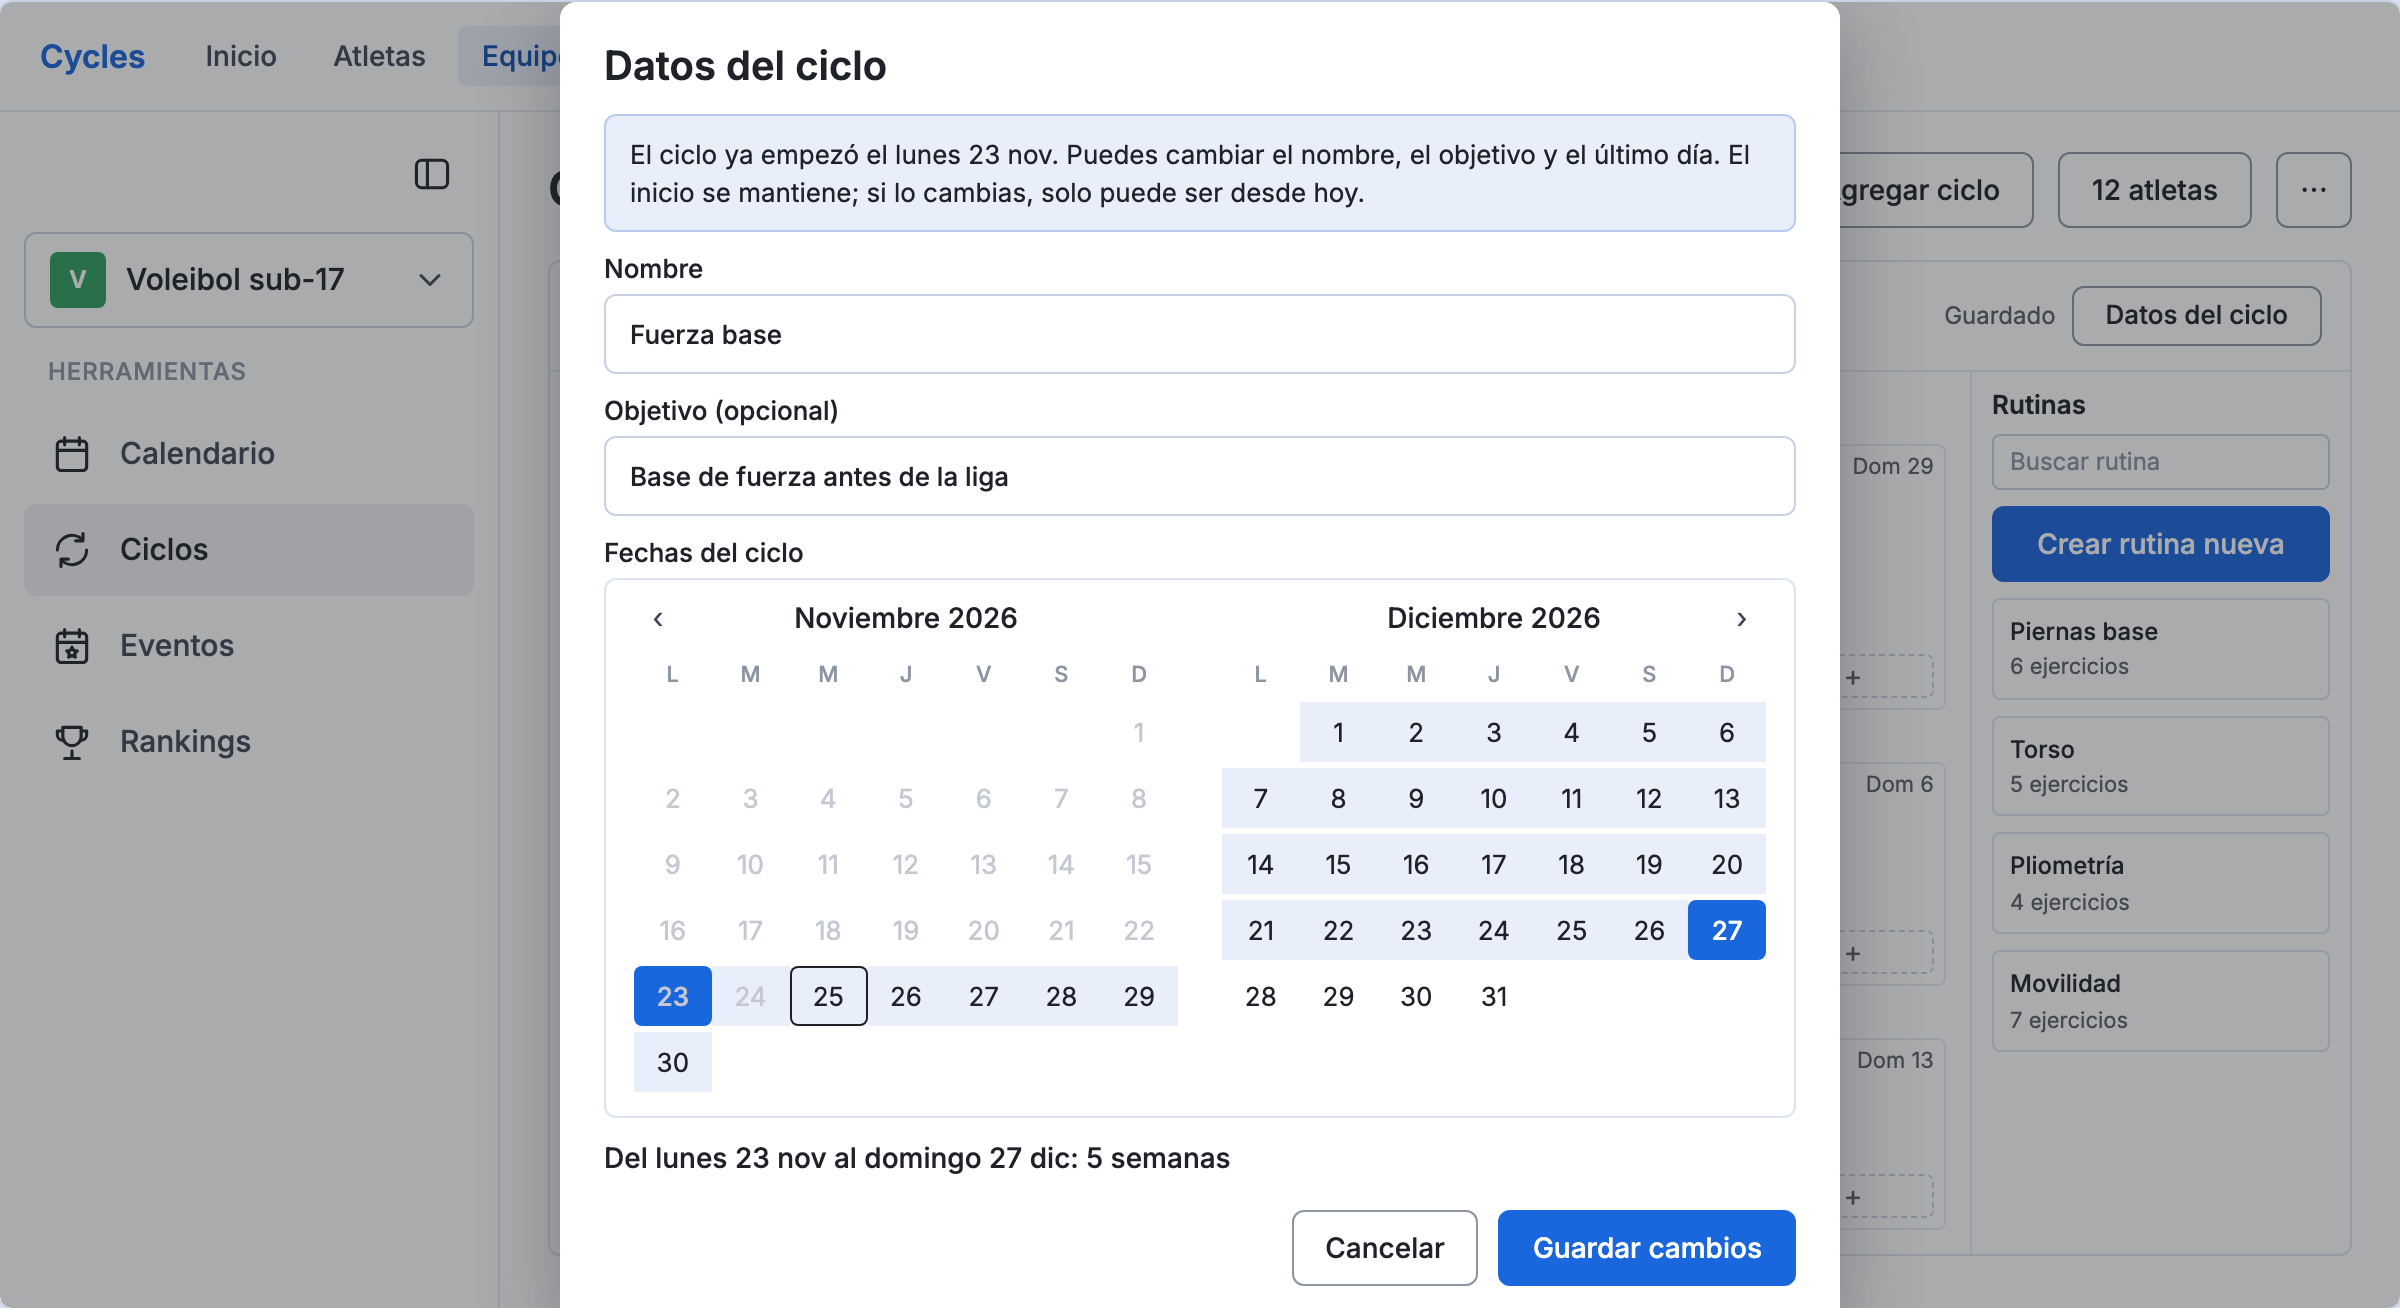 Cycles
Inicio
Atletas
Datos del ciclo
El ciclo ya empezó el lunes 23 nov. Puedes cambiar el nombre, el objetivo y el último día. El
inicio se mantiene; si lo cambias, solo puede ser desde hoy.
12 atletas
...
V Voleibol sub-17
HERRAMIENTAS
Calendario
Ciclos
Eventos
Rankings
Nombre
Fuerza base
Objetivo (opcional)
Base de fuerza antes de la liga
Fechas del ciclo
‹ Noviembre 2026
L M M J V S D
1
2 3 4 5 6 7 8
9 10 11 12 13 14 15
16 17 18 19 20 21 22
23 24 25 26 27 28 29
30
Diciembre 2026 ›
L M M J V S D
1 2 3 4 5 6
7 8 9 10 11 12 13
14 15 16 17 18 19 20
21 22 23 24 25 26 27
28 29 30 31
Del lunes 23 nov al domingo 27 dic: 5 semanas
Cancelar
Guardar cambios
ciclo
Guardado
Datos del ciclo
Dom 29
+
Dom 6
+
Dom 13
+
Rutinas
Buscar rutina
Crear rutina nueva
Piernas base
6 ejercicios
Torso
5 ejercicios
Pliometría
4 ejercicios
Movilidad
7 ejercicios